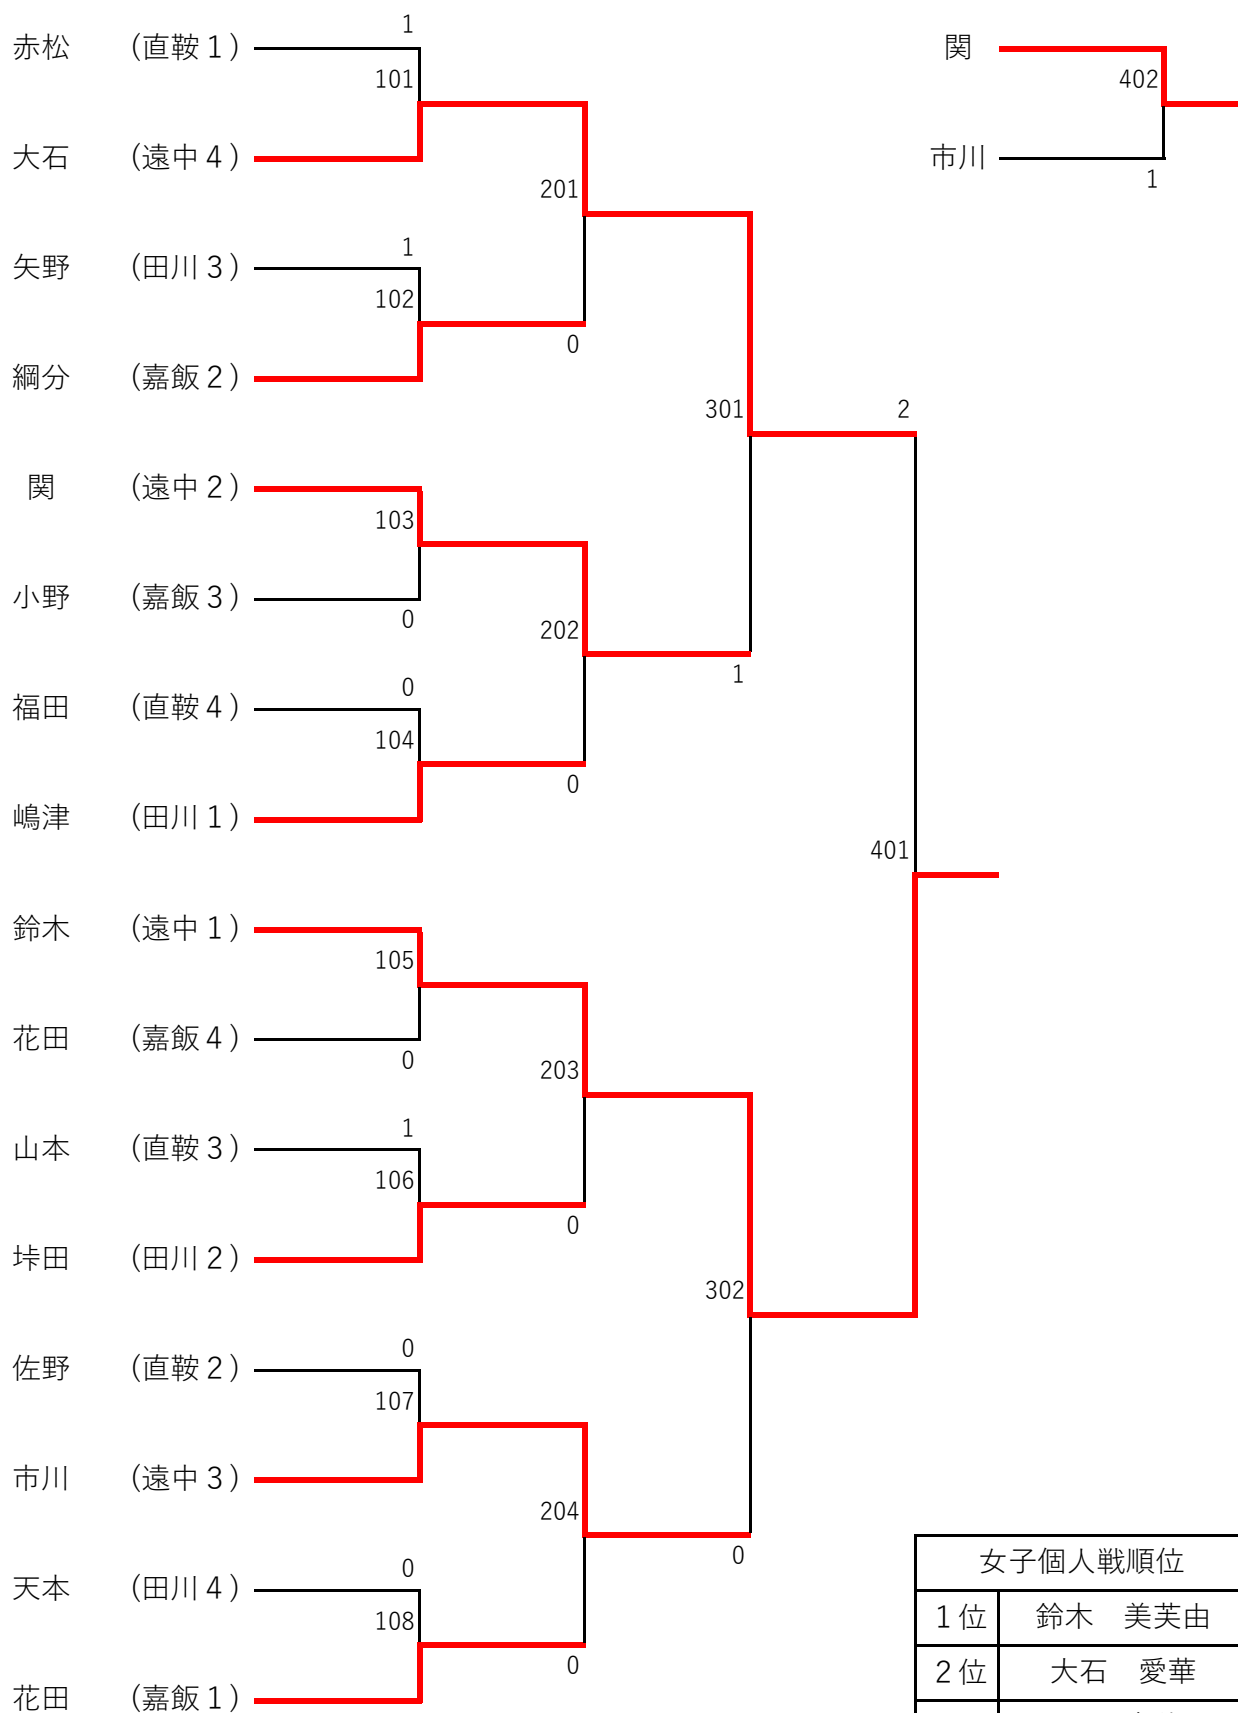 1
赤松 (直鞍1) 関
101 402
大石 (遠中4) 市川
201 1
1
矢野 (田川3)
102
0
綱分 (嘉飯2)
301 2
関 (遠中2)
103
小野 (嘉飯3)
0 202
0 1
福田 (直鞍4)
104
0
嶋津 (田川1)
401
鈴木 (遠中1)
105
花田 (嘉飯4)
0 203
1
山本 (直鞍3)
106
0
垰田 (田川2)
302
0
佐野 (直鞍2)
107
市川 (遠中3)
204
0
0
女子個人戦順位
天本 (田川4)
108 1位 鈴木 美芙由
0 2位 大石 愛華
花田 (嘉飯1)